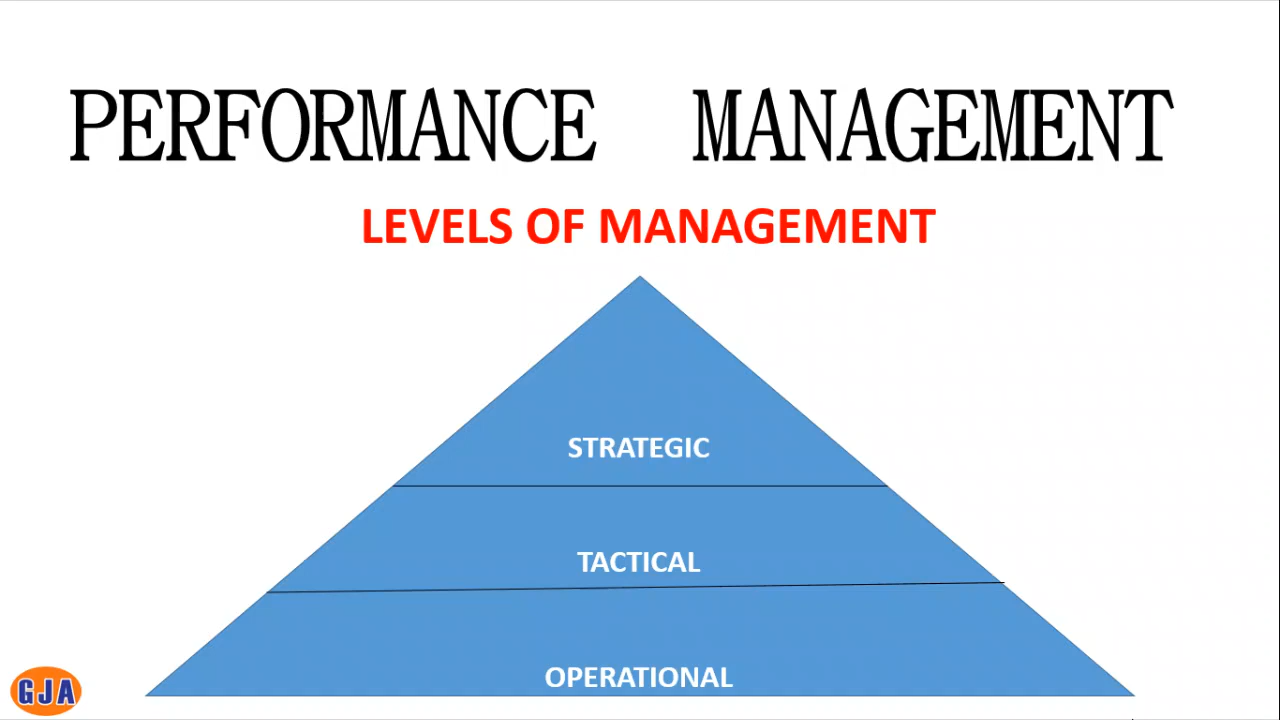 PERFORMANCE MANAGEMENT
LEVELS OF MANAGEMENT
STRATEGIC
TACTICAL
OPERATIONAL
GJA